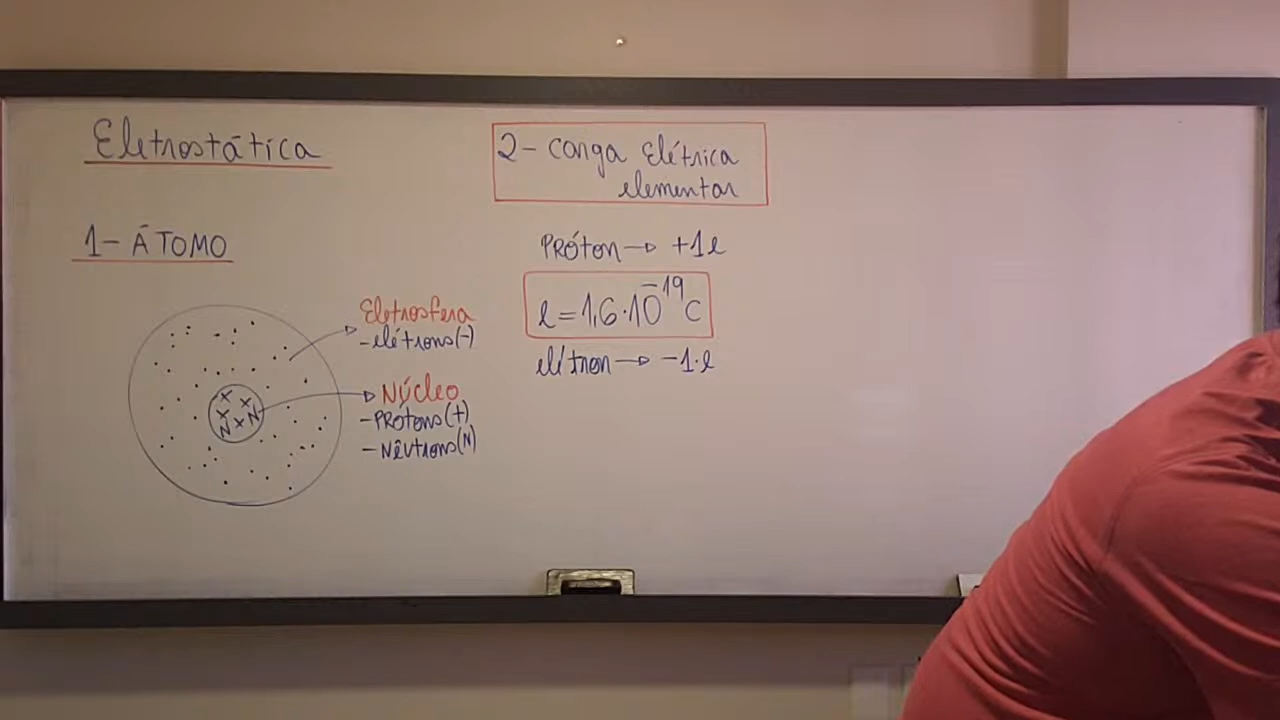 Eletrostática
1- ÁTOMO
Eletrosfera
- elétrons(-)
Núcleo
- PRÓtons(+)
- NÊutrons(N)
x x
x x N
N
2- carga Elétrica
elementar
PRÓton → +1e
e = 1,6·10⁻¹⁹C
elétron → -1·e